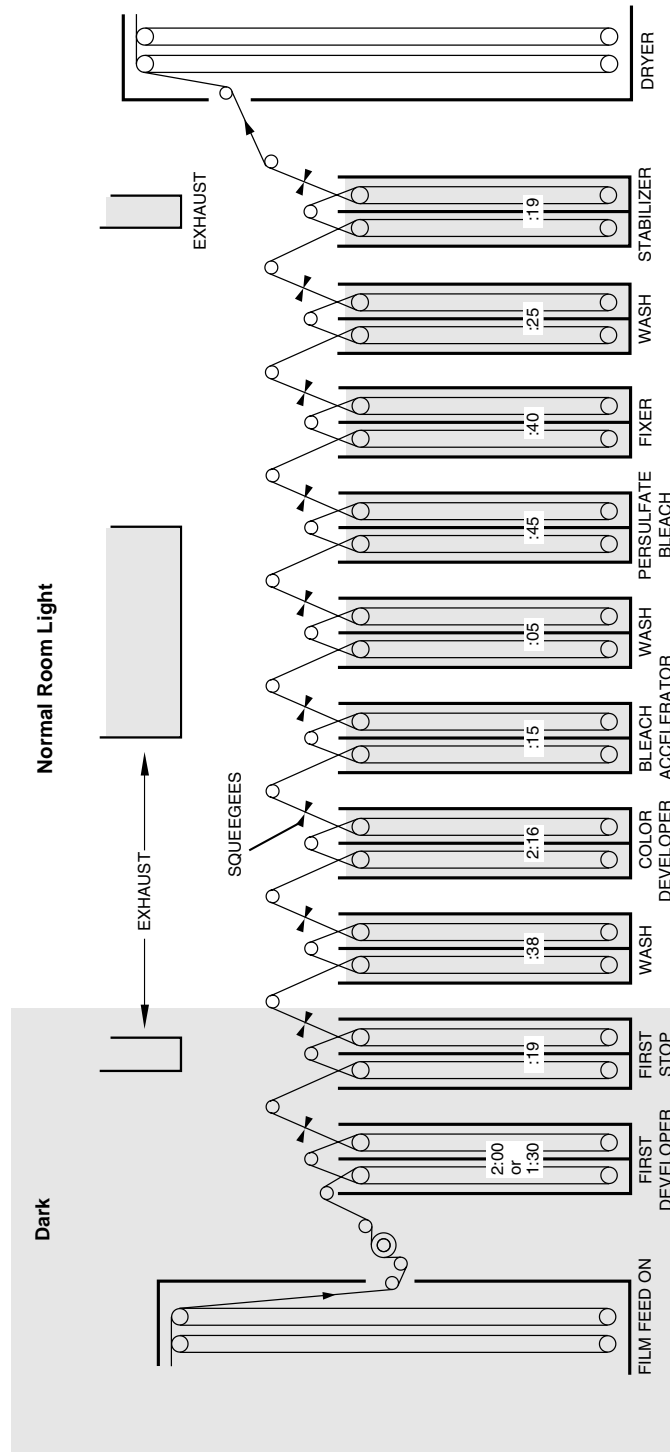 Dark
Normal Room Light
EXHAUST
EXHAUST
SQUEEGEES
2:00
or
1:30
:19
:38
2:16
:15
:05
:45
:40
:25
:19
FILM FEED ON
FIRST
DEVELOPER
FIRST
STOP
WASH
COLOR
DEVELOPER
BLEACH
ACCELERATOR
WASH
PERSULFATE
BLEACH
FIXER
WASH
STABILIZER
DRYER